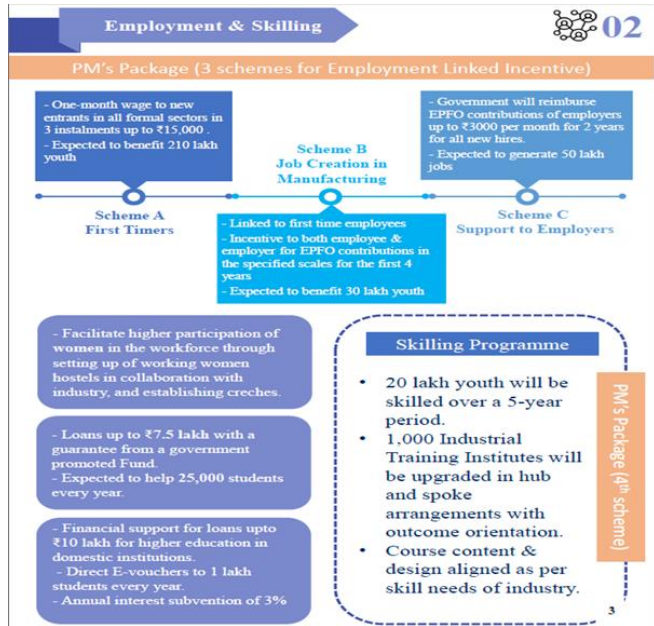 Employment & Skilling
02
PM's Package (3 schemes for Employment Linked Incentive)
- One-month wage to new
entrants in all formal sectors in
3 instalments up to ₹15,000 .
- Expected to benefit 210 lakh
youth
Scheme A
First Timers
Scheme B
Job Creation in
Manufacturing
- Linked to first time employees
- Incentive to both employee &
employer for EPFO contributions in
the specified scales for the first 4
years
- Expected to benefit 30 lakh youth
- Government will reimburse
EPFO contributions of employers
up to ₹3000 per month for 2 years
for all new hires.
- Expected to generate 50 lakh
jobs
Scheme C
Support to Employers
- Facilitate higher participation of
women in the workforce through
setting up of working women
hostels in collaboration with
industry, and establishing creches.
- Loans up to ₹7.5 lakh with a
guarantee from a government
promoted Fund.
- Expected to help 25,000 students
every year.
- Financial support for loans upto
₹10 lakh for higher education in
domestic institutions.
- Direct E-vouchers to 1 lakh
students every year.
- Annual interest subvention of 3%
Skilling Programme
• 20 lakh youth will be
skilled over a 5-year
period.
• 1,000 Industrial
Training Institutes will
be upgraded in hub
and spoke
arrangements with
outcome orientation.
• Course content &
design aligned as per
skill needs of industry.
PM's Package (4th scheme)
3